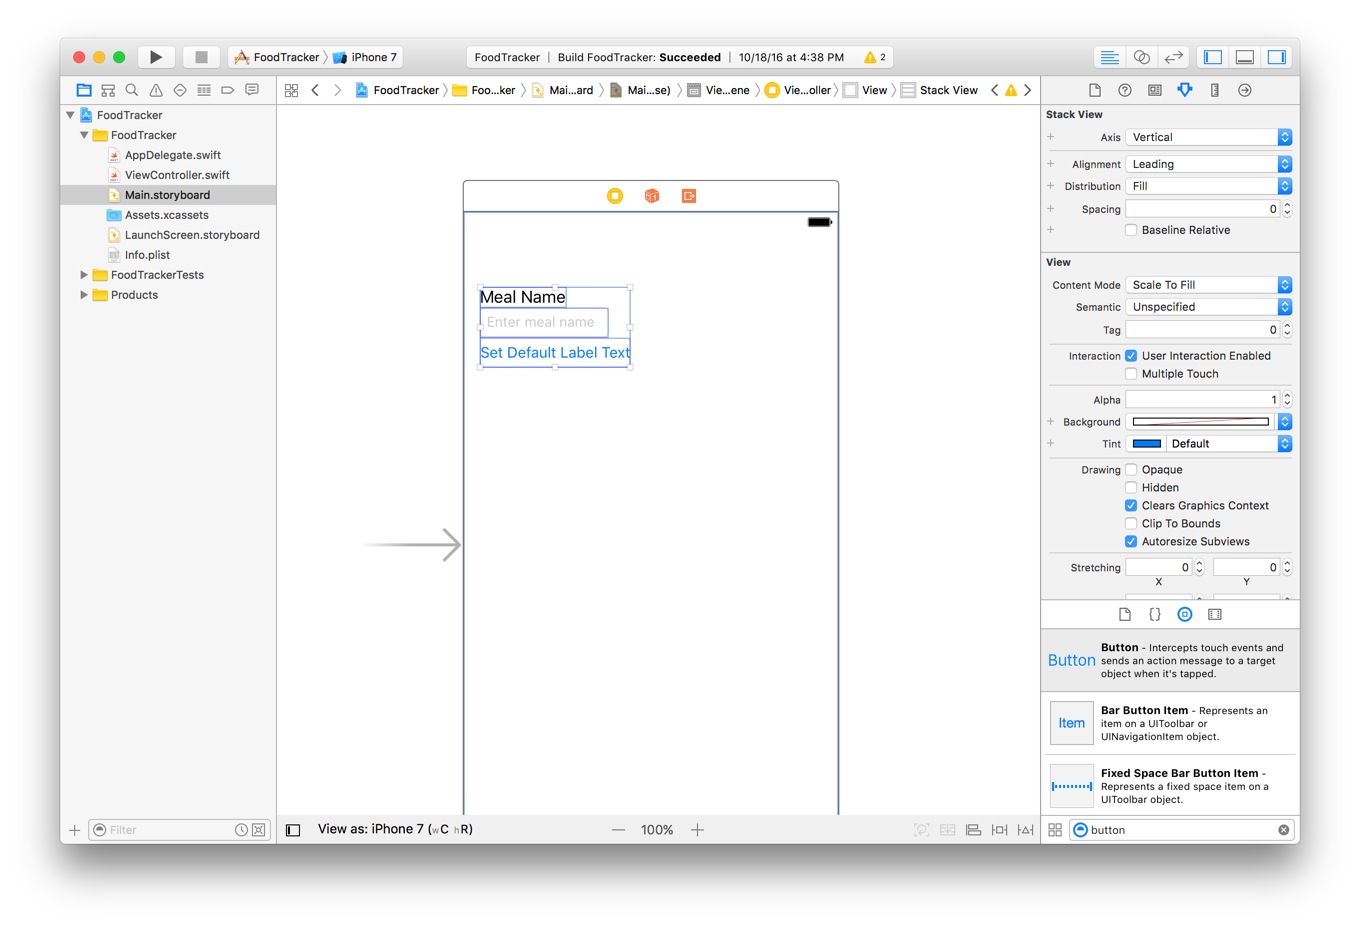 FoodTracker iPhone 7
FoodTracker | Build FoodTracker: Succeeded | 10/18/16 at 4:38 PM 2
FoodTracker Foo...ker Mai...ard Mai...se) Vie...ene Vie...oller View Stack View
FoodTracker
FoodTracker
AppDelegate.swift
ViewController.swift
Main.storyboard
Assets.xcassets
LaunchScreen.storyboard
Info.plist
FoodTrackerTests
Products
Filter
Meal Name
Enter meal name
Set Default Label Text
View as: iPhone 7 (wC hR)
100%
Stack View
Axis Vertical
Alignment Leading
Distribution Fill
Spacing 0
Baseline Relative
View
Content Mode Scale To Fill
Semantic Unspecified
Tag 0
Interaction User Interaction Enabled
Multiple Touch
Alpha 1
Background
Tint Default
Drawing Opaque
Hidden
Clears Graphics Context
Clip To Bounds
Autoresize Subviews
Stretching 0 0
X Y
{}
Button Button - Intercepts touch events and
sends an action message to a target
object when it's tapped.
Item Bar Button Item - Represents an
item on a UIToolbar or
UINavigationItem object.
Fixed Space Bar Button Item -
Represents a fixed space item on a
UIToolbar object.
button